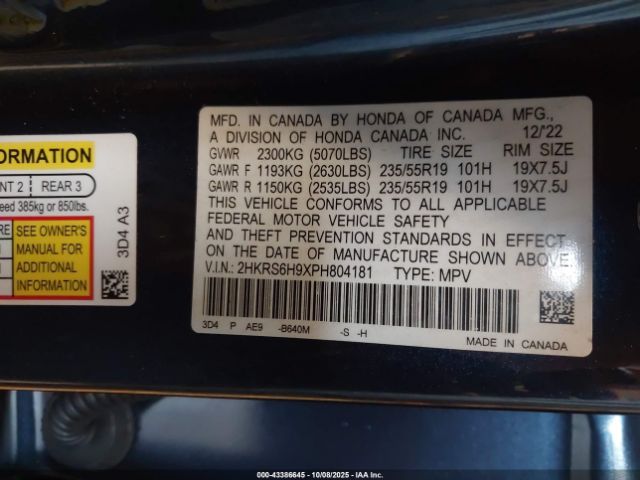 ORMATION
NT 2 REAR 3
eed 385kg or 850lbs.
RE SEE OWNER'S
MANUAL FOR
ADDITIONAL
INFORMATION
3D4 A3
MFD. IN CANADA BY HONDA OF CANADA MFG.,
A DIVISION OF HONDA CANADA INC. 12/'22
GVWR 2300KG (5070LBS) TIRE SIZE RIM SIZE
GAWR F 1193KG (2630LBS) 235/55R19 101H 19X7.5J
GAWR R 1150KG (2535LBS) 235/55R19 101H 19X7.5J
THIS VEHICLE CONFORMS TO ALL APPLICABLE
FEDERAL MOTOR VEHICLE SAFETY
AND THEFT PREVENTION STANDARDS IN EFFECT
ON THE DATE OF MANUFACTURE SHOWN ABOVE.
V.I.N.: 2HKRS6H9XPH804181 TYPE: MPV
3D4 P AE9 -B640M -S -H
MADE IN CANADA
000-43386645 - 10/08/2025 - IAA, Inc.